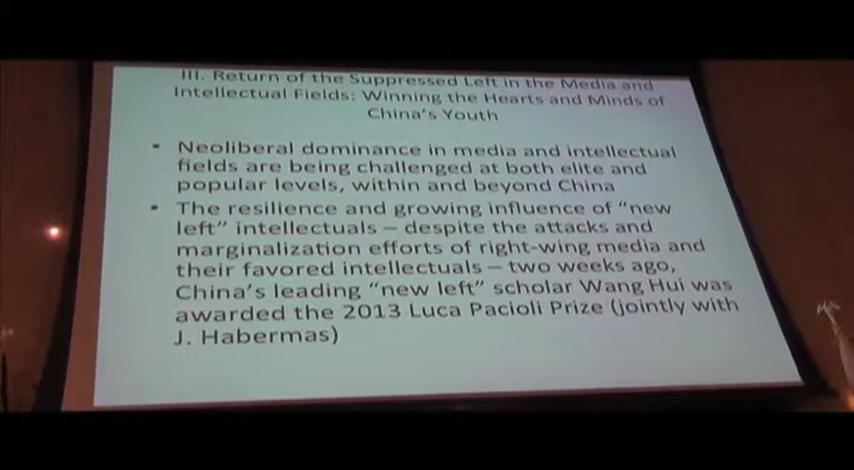 III. Return of the Suppressed Left in the Media and
Intellectual Fields: Winning the Hearts and Minds of
China's Youth
• Neoliberal dominance in media and intellectual
fields are being challenged at both elite and
popular levels, within and beyond China
• The resilience and growing influence of "new
left" intellectuals – despite the attacks and
marginalization efforts of right-wing media and
their favored intellectuals – two weeks ago,
China's leading "new left" scholar Wang Hui was
awarded the 2013 Luca Pacioli Prize (jointly with
J. Habermas)